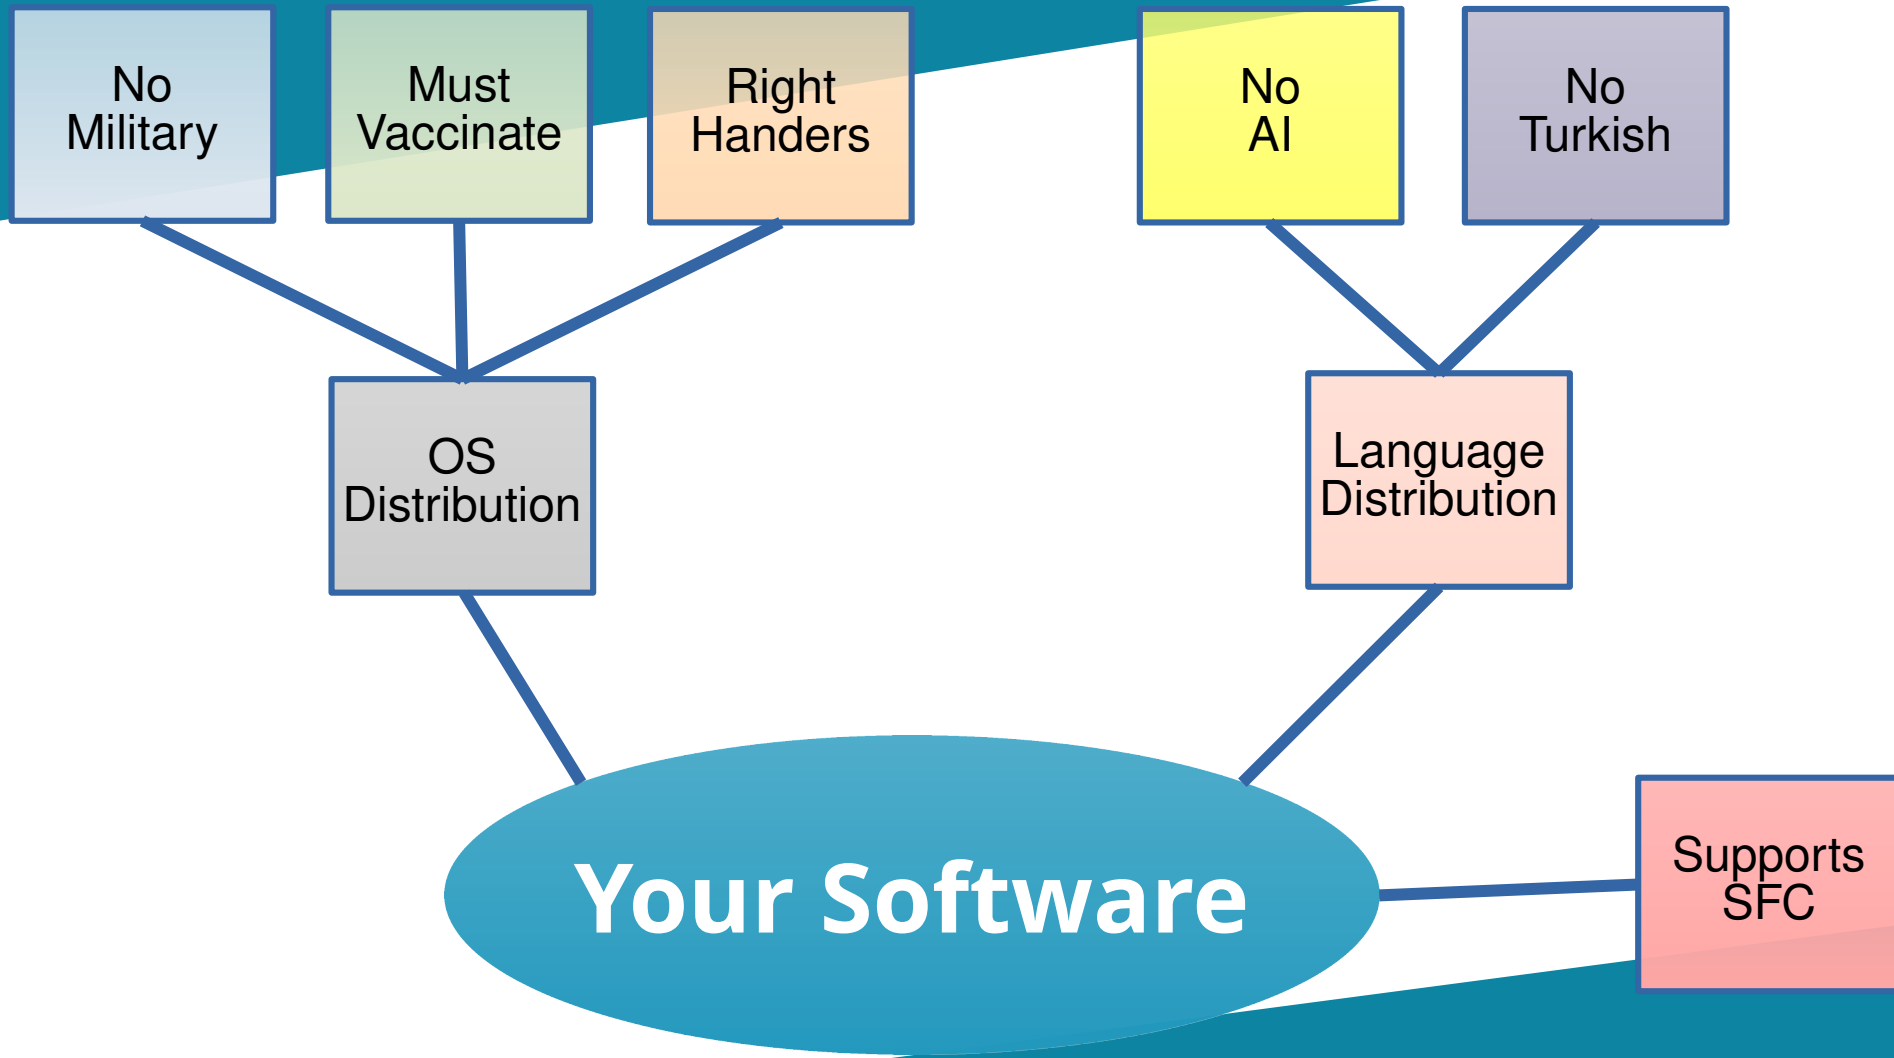 No
Military
Must
Vaccinate
Right
Handers
No
AI
No
Turkish
OS
Distribution
Language
Distribution
Your Software
Supports
SFC